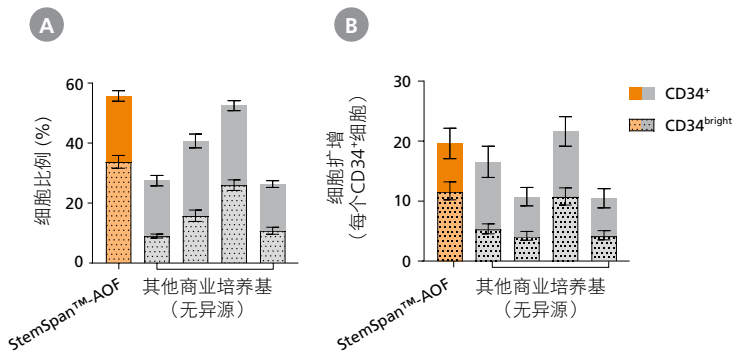 A
60
40
20
0
细胞比例 (%)
StemSpan™-AOF
其他商业培养基
（无异源）
B
30
20
10
0
细胞扩增
（每个CD34⁺细胞）
StemSpan™-AOF
其他商业培养基
（无异源）
CD34⁺
CD34ᵇʳⁱᵍʰᵗ